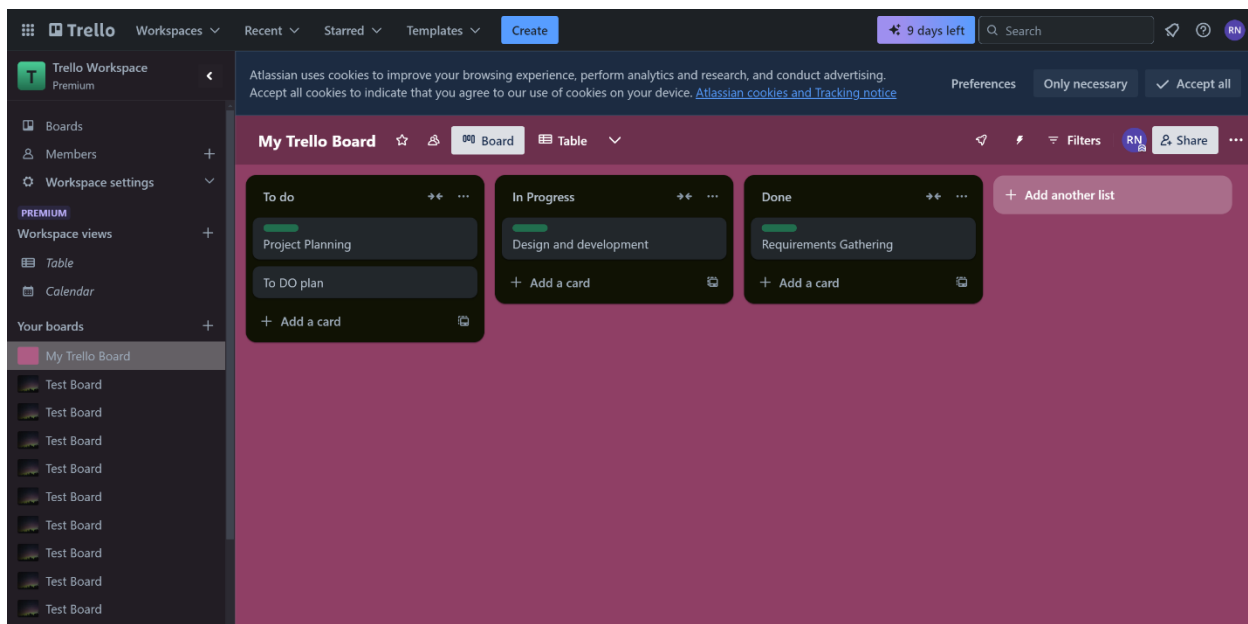 Trello
Workspaces
Recent
Starred
Templates
Create
9 days left
Search
RN
T
Trello Workspace
Premium
Boards
Members
Workspace settings
PREMIUM
Workspace views
Table
Calendar
Your boards
My Trello Board
Test Board
Test Board
Test Board
Test Board
Test Board
Test Board
Test Board
Test Board
Test Board
Atlassian uses cookies to improve your browsing experience, perform analytics and research, and conduct advertising.
Accept all cookies to indicate that you agree to our use of cookies on your device. Atlassian cookies and Tracking notice
Preferences
Only necessary
Accept all
My Trello Board
Board
Table
Filters
RN
Share
To do
Project Planning
To DO plan
Add a card
In Progress
Design and development
Add a card
Done
Requirements Gathering
Add a card
Add another list